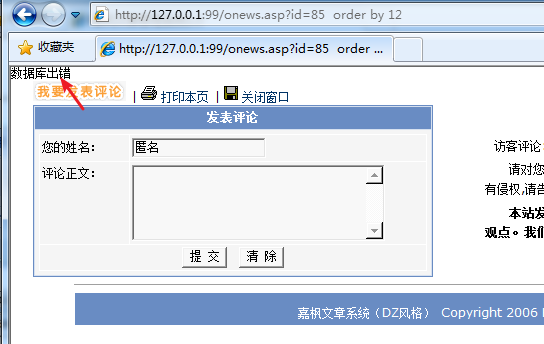 http://127.0.0.1:99/onews.asp?id=85 order by 12
收藏夹
http://127.0.0.1:99/onews.asp?id=85 order ...
数据库出错
我要发表评论 | 打印本页 | 关闭窗口
发表评论
您的姓名： 匿名
评论正文：
提 交 清 除
访客评论
请对您
有侵权,请告
本站发
观点。我们
嘉枫文章系统（DZ风格） Copyright 2006